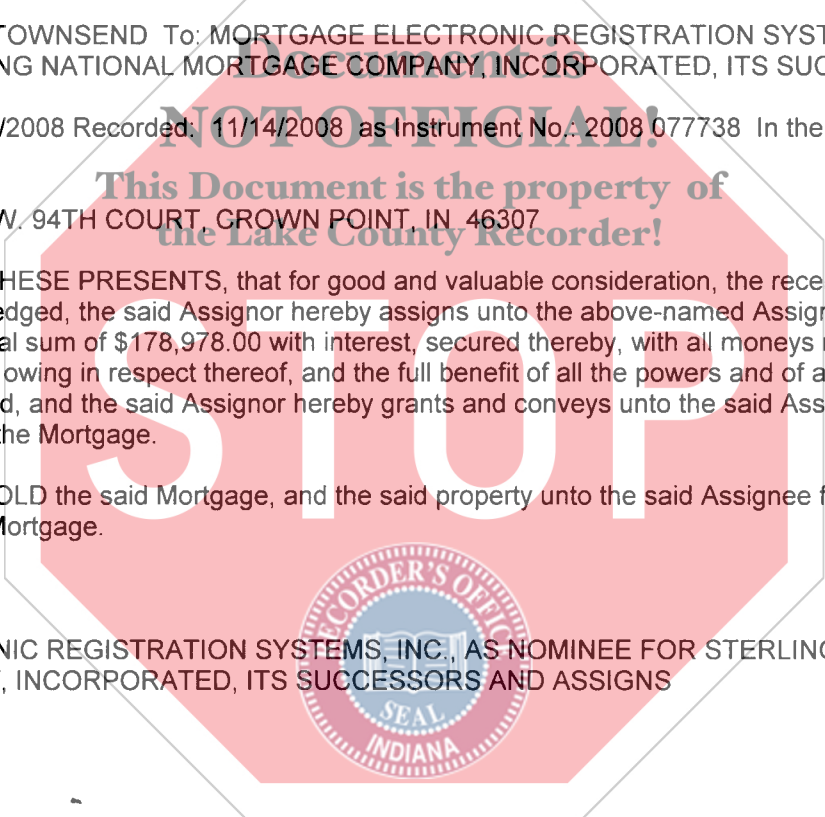 TOWNSEND To: MORTGAGE ELECTRONIC REGISTRATION SYST
Document is
NG NATIONAL MORTGAGE COMPANY, INCORPORATED, ITS SUC
NOT OFFICIAL!
/2008 Recorded: 11/14/2008 as Instrument No.: 2008 077738 In the
This Document is the property of
W. 94TH COURT, GROWN POINT, IN 46307
the Lake County Recorder!
HESE PRESENTS, that for good and valuable consideration, the rece
edged, the said Assignor hereby assigns unto the above-named Assign
al sum of $178,978.00 with interest, secured thereby, with all moneys
owing in respect thereof, and the full benefit of all the powers and of a
d, and the said Assignor hereby grants and conveys unto the said Ass
the Mortgage.
STOP
OLD the said Mortgage, and the said property unto the said Assignee f
Mortgage.
RECORDER'S OFFIC
NIC REGISTRATION SYSTEMS, INC., AS NOMINEE FOR STERLING
, INCORPORATED, ITS SUCCESSORS AND ASSIGNS
SEAL
INDIANA